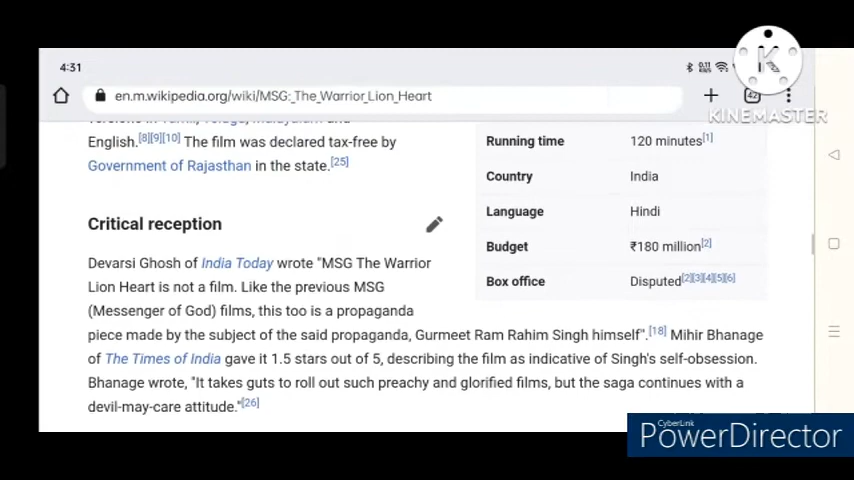 4:31
KINEMASTER
en.m.wikipedia.org/wiki/MSG:_The_Warrior_Lion_Heart
English.[8][9][10] The film was declared tax-free by
Government of Rajasthan in the state.[25]
Running time 120 minutes[1]
Country India
Language Hindi
Budget ₹180 million[2]
Box office Disputed[2][3][4][5][6]
Critical reception
Devarsi Ghosh of India Today wrote "MSG The Warrior
Lion Heart is not a film. Like the previous MSG
(Messenger of God) films, this too is a propaganda
piece made by the subject of the said propaganda, Gurmeet Ram Rahim Singh himself".[18] Mihir Bhanage
of The Times of India gave it 1.5 stars out of 5, describing the film as indicative of Singh's self-obsession.
Bhanage wrote, "It takes guts to roll out such preachy and glorified films, but the saga continues with a
devil-may-care attitude."[26]
CyberLink
PowerDirector